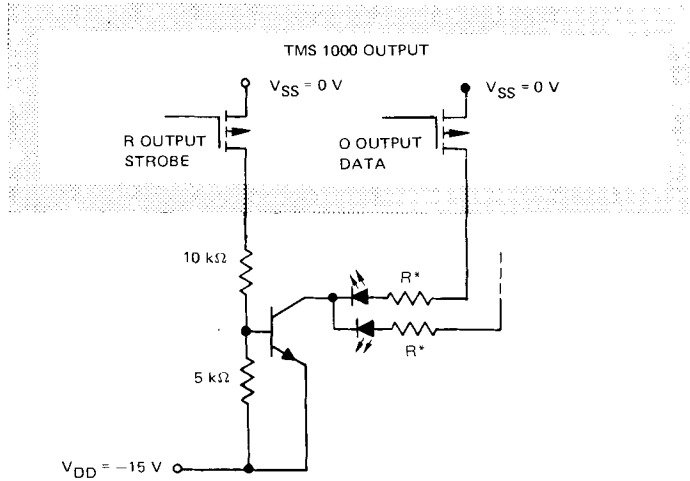 TMS 1000 OUTPUT
VSS = 0 V
VSS = 0 V
R OUTPUT
STROBE
O OUTPUT
DATA
10 kΩ
R*
R*
5 kΩ
VDD = −15 V